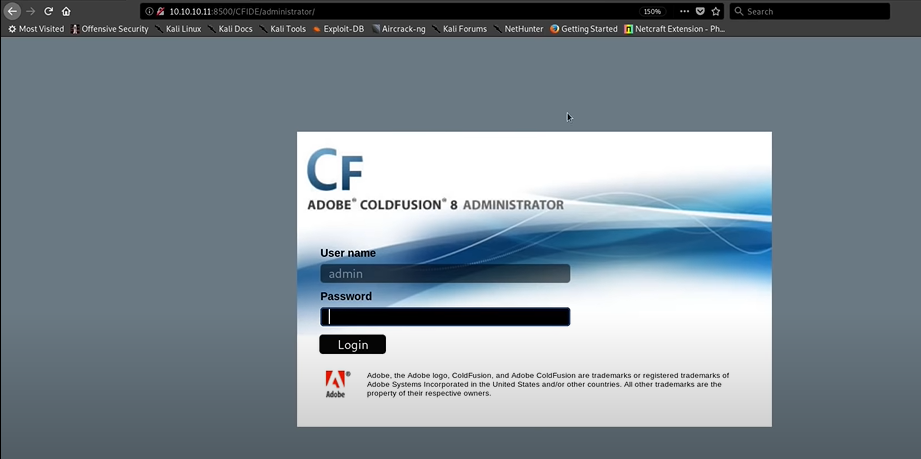 10.10.10.11:8500/CFIDE/administrator/
150%
Search
Most Visited
Offensive Security
Kali Linux
Kali Docs
Kali Tools
Exploit-DB
Aircrack-ng
Kali Forums
NetHunter
Getting Started
Netcraft Extension - Ph...
CF
ADOBE® COLDFUSION® 8 ADMINISTRATOR
User name
admin
Password
Login
Adobe, the Adobe logo, ColdFusion, and Adobe ColdFusion are trademarks or registered trademarks of
Adobe Systems Incorporated in the United States and/or other countries. All other trademarks are the
property of their respective owners.
Adobe